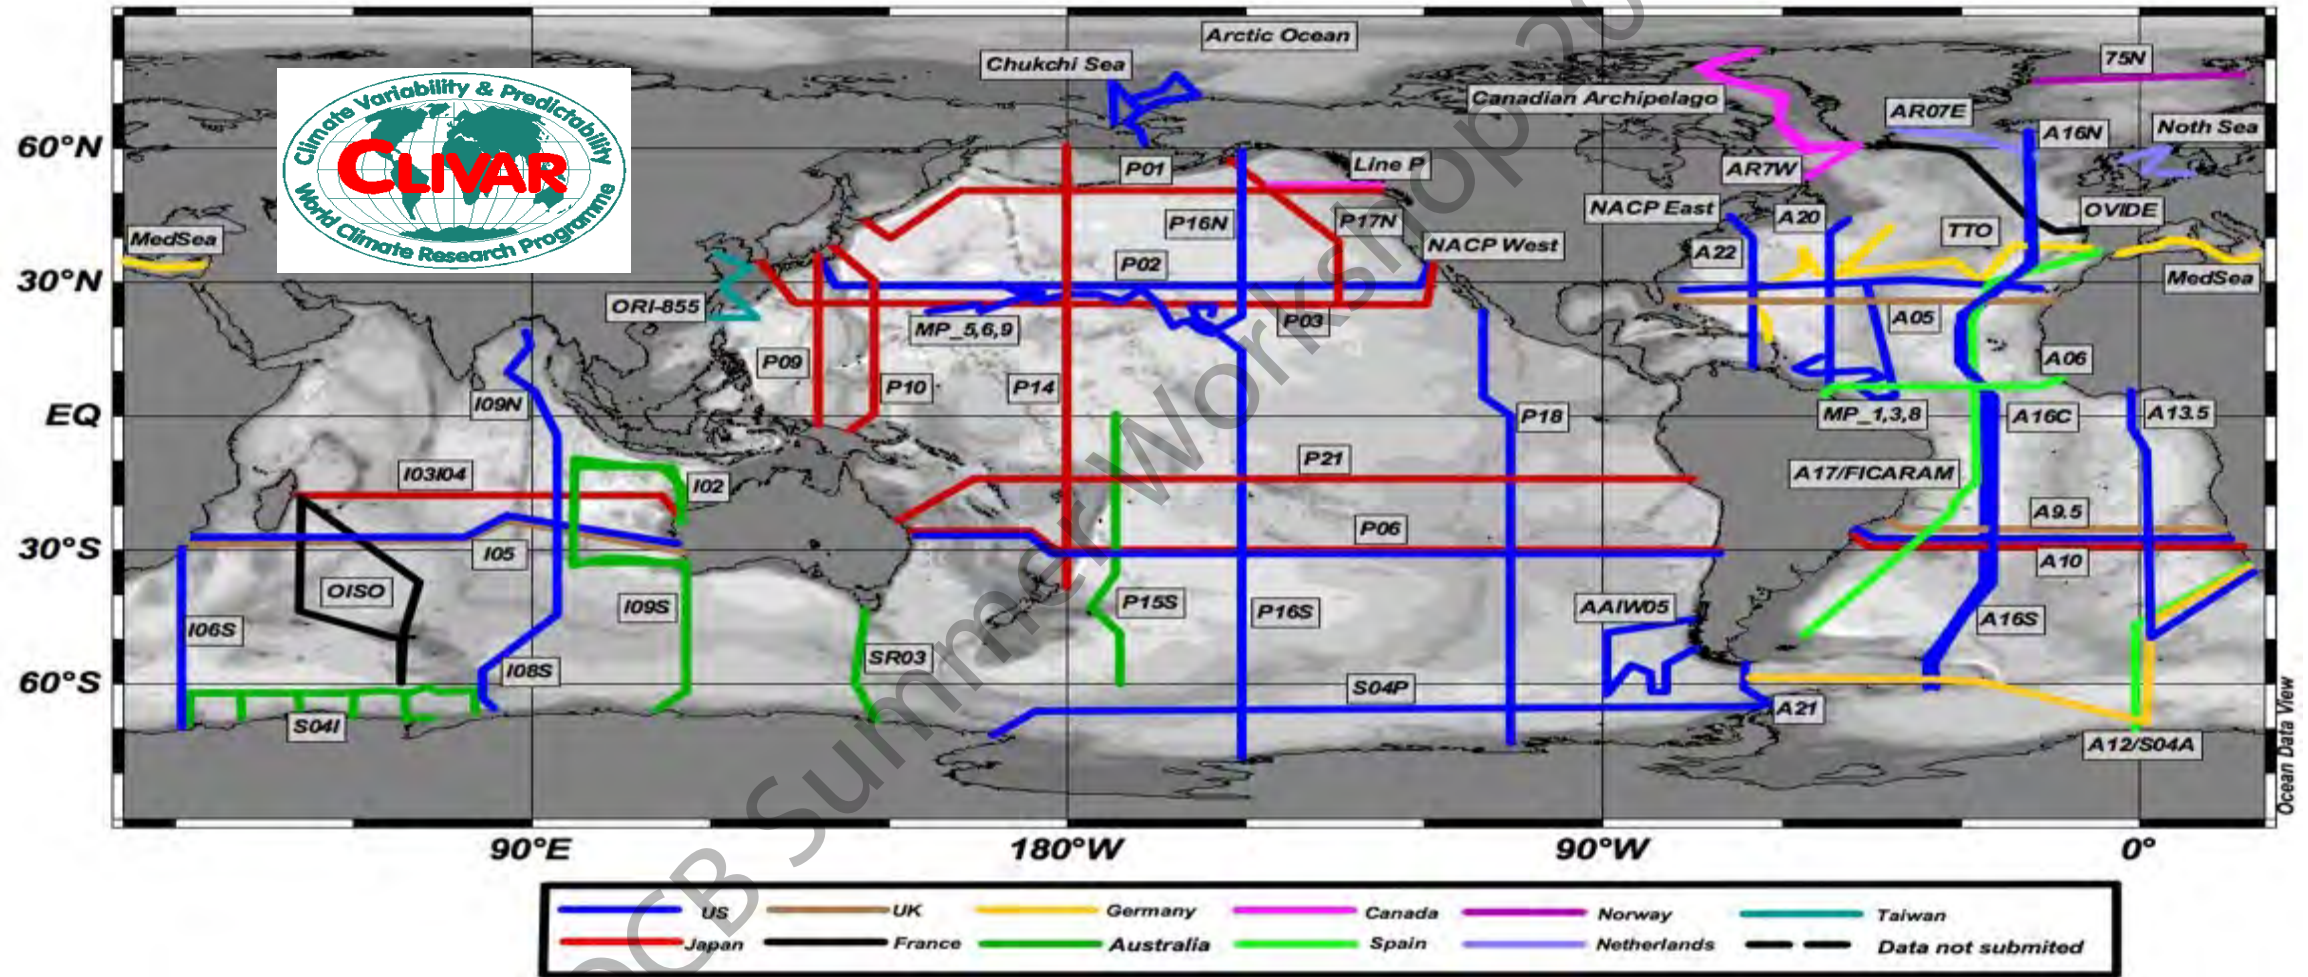 Climate Variability & Predictability
CLIVAR
World Climate Research Programme
Arctic Ocean
Chukchi Sea
75N
Canadian Archipelago
AR07E
A16N
Noth Sea
60°N
P01
Line P
AR7W
NACP East
A20
OVIDE
P16N
P17N
TTO
MedSea
NACP West
A22
P02
30°N
MedSea
ORI-855
MP_5,6,9
P03
A05
P09
P10
P14
A06
I09N
EQ
P18
MP_1,3,8
A16C
A13.5
P21
I03I04
I02
A17/FICARAM
A9.5
P06
30°S
I05
A10
OISO
I09S
P15S
P16S
AAIW05
I06S
A16S
SR03
I08S
60°S
S04P
S04I
A21
A12/S04A
Ocean Data View
90°E
180°W
90°W
0°
US
UK
Germany
Canada
Norway
Taiwan
Japan
France
Australia
Spain
Netherlands
Data not submited
OCB Summer Workshop 20